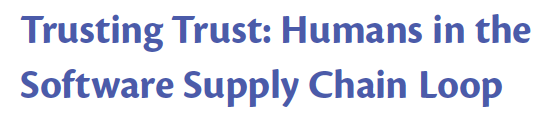 Trusting Trust: Humans in the
Software Supply Chain Loop